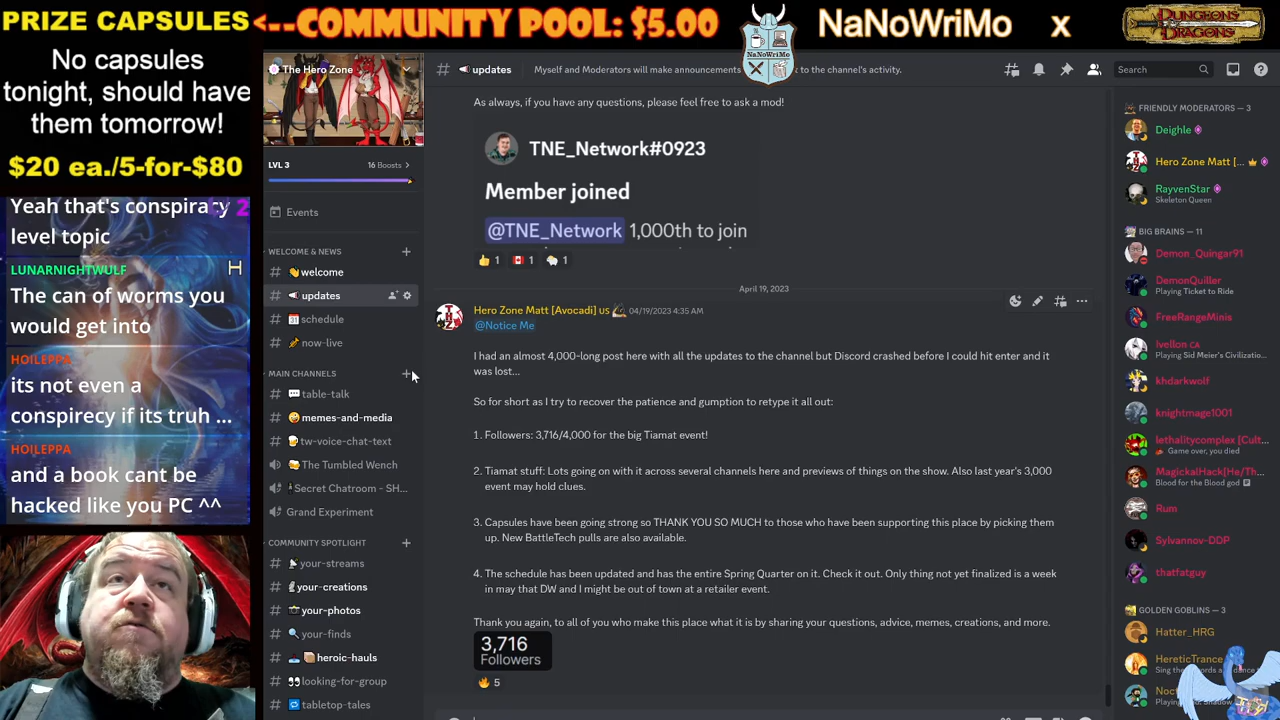 PRIZE CAPSULES
No capsules
tonight, should have
them tomorrow!
$20 ea./5-for-$80
<--COMMUNITY POOL: $5.00
NaNoWriMo
NaNoWriMo
x
DUNGEONS & DRAGONS
Yeah that's conspiracy
level topic
LUNARNIGHTWULF
The can of worms you
would get into
HOILEPPA
its not even a
conspirecy if its truh ...
HOILEPPA
and a book cant be
hacked like you PC ^^
The Hero Zone
LVL 3
16 Boosts >
Events
WELCOME & NEWS
welcome
updates
schedule
now-live
MAIN CHANNELS
table-talk
memes-and-media
tw-voice-chat-text
The Tumbled Wench
Secret Chatroom - SH...
Grand Experiment
COMMUNITY SPOTLIGHT
your-streams
your-creations
your-photos
your-finds
heroic-hauls
looking-for-group
tabletop-tales
# updates
Myself and Moderators will make announcements
to the channel's activity.
Search
As always, if you have any questions, please feel free to ask a mod!
TNE_Network#0923
Member joined
@TNE_Network 1,000th to join
1 1 1
April 19, 2023
Hero Zone Matt [Avocadi] us 04/19/2023 4:35 AM
@Notice Me
I had an almost 4,000-long post here with all the updates to the channel but Discord crashed before I could hit enter and it
was lost...
So for short as I try to recover the patience and gumption to retype it all out:
1. Followers: 3,716/4,000 for the big Tiamat event!
2. Tiamat stuff: Lots going on with it across several channels here and previews of things on the show. Also last year's 3,000
event may hold clues.
3. Capsules have been going strong so THANK YOU SO MUCH to those who have been supporting this place by picking them
up. New BattleTech pulls are also available.
4. The schedule has been updated and has the entire Spring Quarter on it. Check it out. Only thing not yet finalized is a week
in may that DW and I might be out of town at a retailer event.
Thank you again, to all of you who make this place what it is by sharing your questions, advice, memes, creations, and more.
3,716
Followers
5
FRIENDLY MODERATORS — 3
Deighle
Hero Zone Matt [...
RayvenStar
Skeleton Queen
BIG BRAINS — 11
Demon_Quingar91
DemonQuiller
Playing Ticket to Ride
FreeRangeMinis
Ivellon CA
Playing Sid Meier's Civilizatio...
khdarkwolf
knightmage1001
lethalitycomplex [Cult...
Game over, you died
MagickalHack[He/Th...
Blood for the Blood god
Rum
Sylvannov-DDP
thatfatguy
GOLDEN GOBLINS — 3
Hatter_HRG
HereticTrance